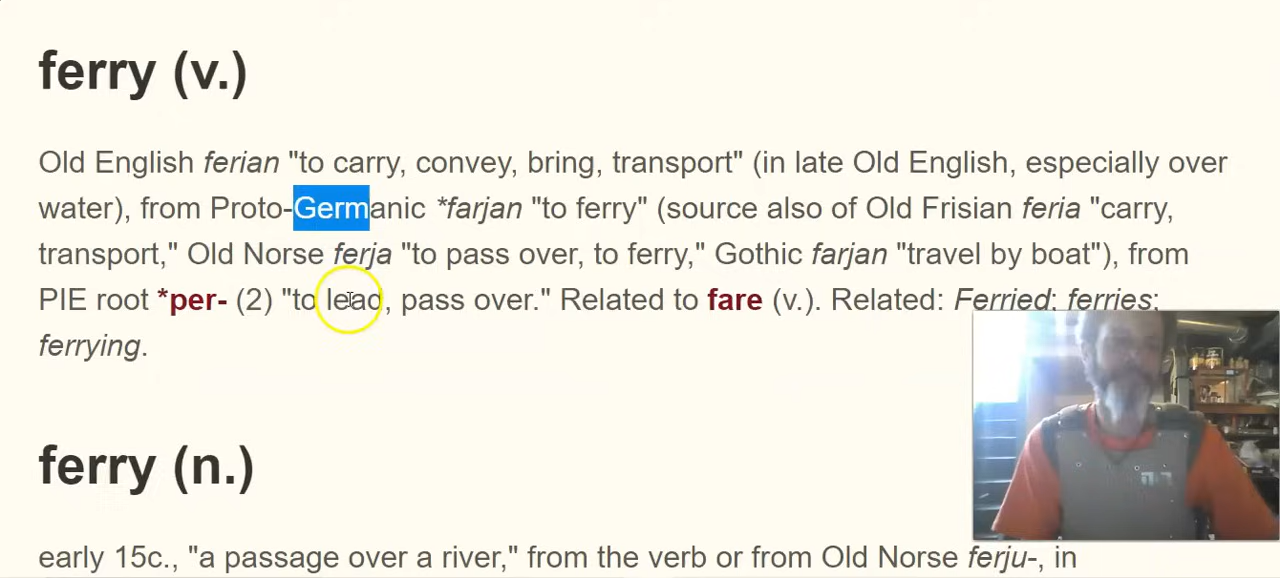 ferry (v.)
Old English ferian "to carry, convey, bring, transport" (in late Old English, especially over
water), from Proto-Germanic *farjan "to ferry" (source also of Old Frisian feria "carry,
transport," Old Norse ferja "to pass over, to ferry," Gothic farjan "travel by boat"), from
PIE root *per- (2) "to lead, pass over." Related to fare (v.). Related: Ferried; ferries;
ferrying.
ferry (n.)
early 15c., "a passage over a river," from the verb or from Old Norse ferju-, in